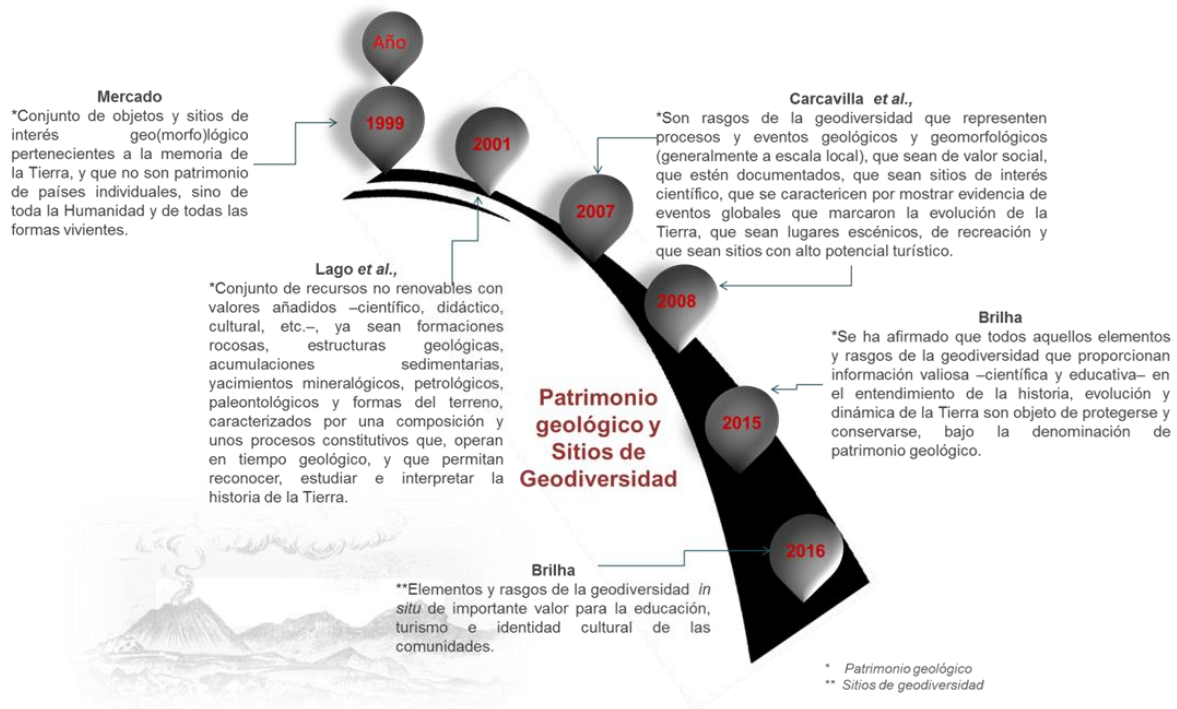 Año
1999
2001
2007
2008
2015
2016
Mercado
*Conjunto de objetos y sitios de
interés geo(morfo)lógico
pertenecientes a la memoria de
la Tierra, y que no son patrimonio
de países individuales, sino de
toda la Humanidad y de todas las
formas vivientes.
Lago et al.,
*Conjunto de recursos no renovables con
valores añadidos –científico, didáctico,
cultural, etc.–, ya sean formaciones
rocosas, estructuras geológicas,
acumulaciones sedimentarias,
yacimientos mineralógicos, petrológicos,
paleontológicos y formas del terreno,
caracterizados por una composición y
unos procesos constitutivos que, operan
en tiempo geológico, y que permitan
reconocer, estudiar e interpretar la
historia de la Tierra.
Carcavilla et al.,
*Son rasgos de la geodiversidad que representen
procesos y eventos geológicos y geomorfológicos
(generalmente a escala local), que sean de valor social,
que estén documentados, que sean sitios de interés
científico, que se caractericen por mostrar evidencia de
eventos globales que marcaron la evolución de la
Tierra, que sean lugares escénicos, de recreación y
que sean sitios con alto potencial turístico.
Brilha
*Se ha afirmado que todos aquellos elementos
y rasgos de la geodiversidad que proporcionan
información valiosa –científica y educativa– en
el entendimiento de la historia, evolución y
dinámica de la Tierra son objeto de protegerse y
conservarse, bajo la denominación de
patrimonio geológico.
Patrimonio
geológico y
Sitios de
Geodiversidad
Brilha
**Elementos y rasgos de la geodiversidad in
situ de importante valor para la educación,
turismo e identidad cultural de las
comunidades.
* Patrimonio geológico
** Sitios de geodiversidad